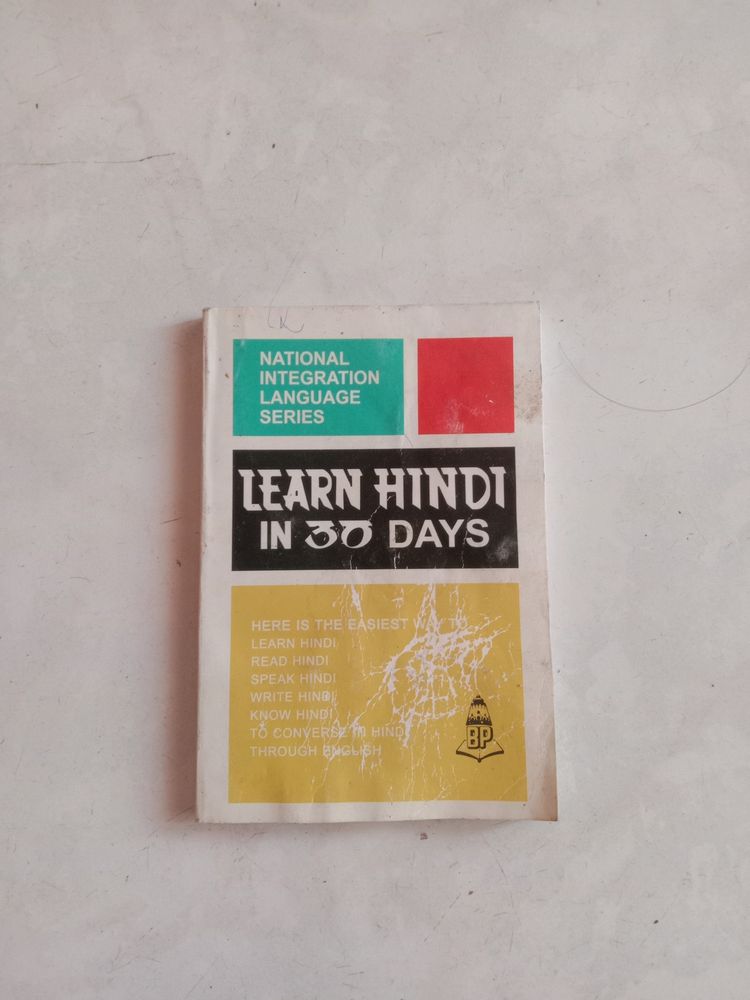 NATIONAL
INTEGRATION
LANGUAGE
SERIES
LEARN HINDI
IN 30 DAYS
HERE IS THE EASIEST WAY TO
LEARN HINDI
READ HINDI
SPEAK HINDI
WRITE HINDI
KNOW HINDI
TO CONVERSE IN HINDI
THROUGH ENGLISH
BP